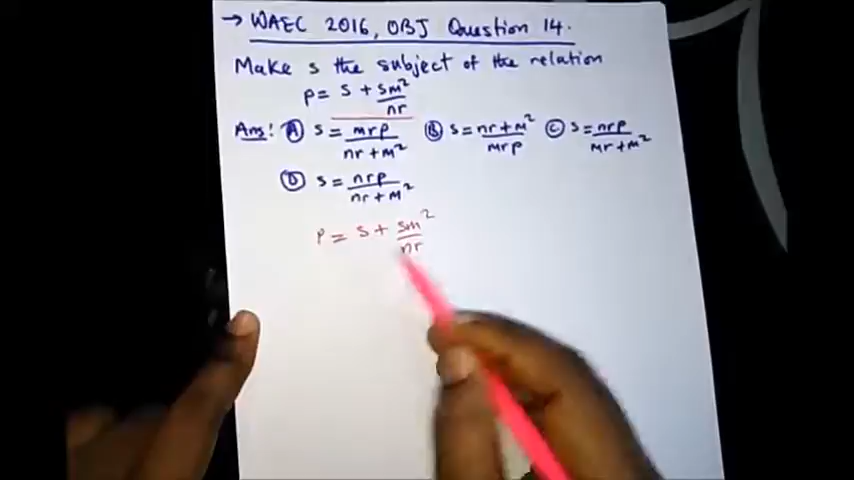 → WAEC 2016, OBJ Question 14.
Make s the subject of the relation
p = s + sm²/nr
Ans: (A) s = mrp/nr + m² (B) s = nr + m²/mrp (C) s = nrp/mr + m²
(D) s = nrp/nr + m²
p = s + sm²/nr